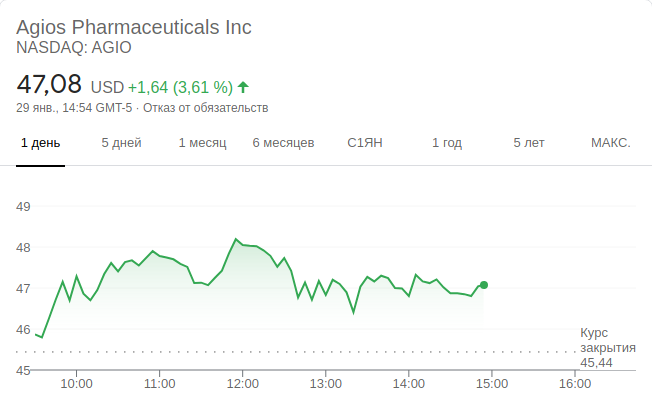 Agios Pharmaceuticals Inc
NASDAQ: AGIO
47,08 USD +1,64 (3,61 %)
29 янв., 14:54 GMT-5 · Отказ от обязательств
1 день 5 дней 1 месяц 6 месяцев С1ЯН 1 год 5 лет МАКС.
49
48
47
46
Курс
закрытия
45,44
45
10:00 11:00 12:00 13:00 14:00 15:00 16:00